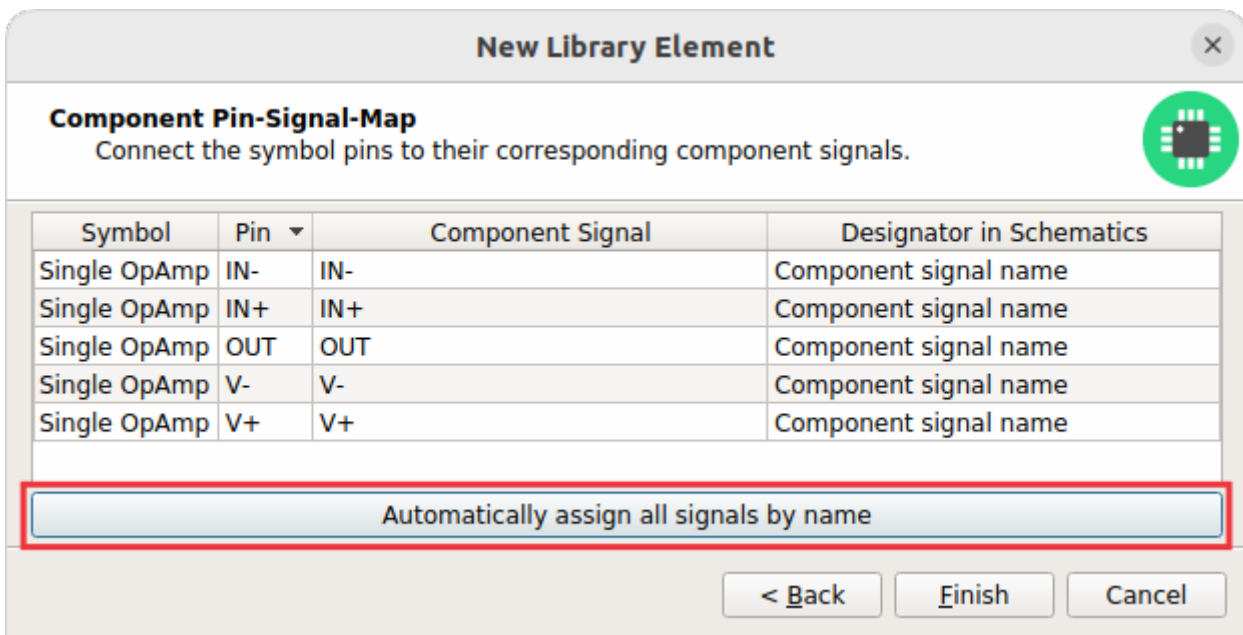 New Library Element
Component Pin-Signal-Map
Connect the symbol pins to their corresponding component signals.
Symbol Pin Component Signal Designator in Schematics
Single OpAmp IN- IN- Component signal name
Single OpAmp IN+ IN+ Component signal name
Single OpAmp OUT OUT Component signal name
Single OpAmp V- V- Component signal name
Single OpAmp V+ V+ Component signal name
Automatically assign all signals by name
< Back Finish Cancel